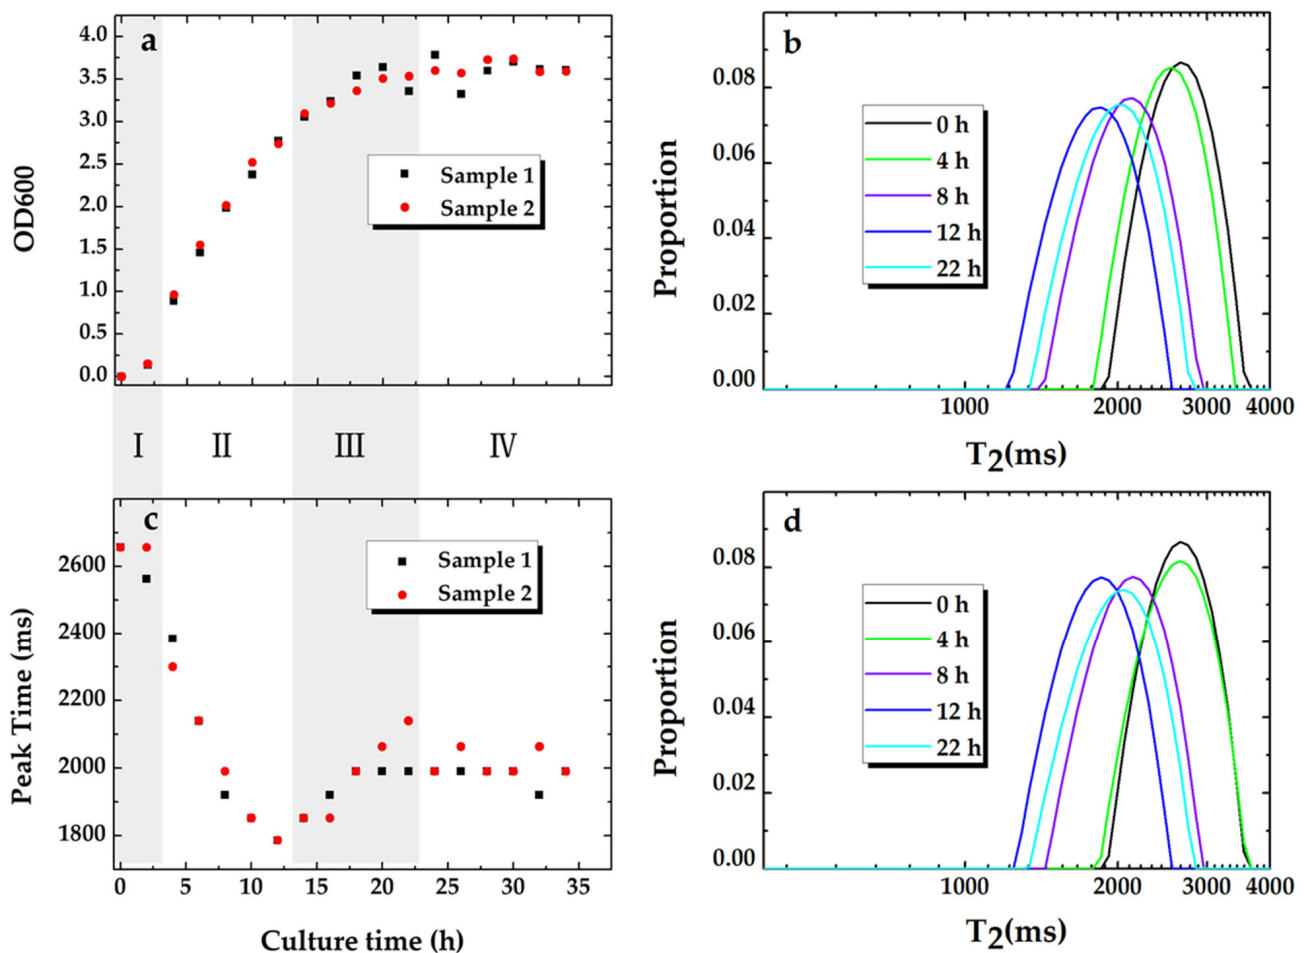 a
4.0
3.5
3.0
2.5
2.0
1.5
1.0
0.5
0.0
OD600
Sample 1
Sample 2
b
0.08
0.06
0.04
0.02
0.00
Proportion
0 h
4 h
8 h
12 h
22 h
1000
2000
3000
4000
T2(ms)
I
II
III
IV
c
2600
2400
2200
2000
1800
Peak Time (ms)
Sample 1
Sample 2
0
5
10
15
20
25
30
35
Culture time (h)
d
0.08
0.06
0.04
0.02
0.00
Proportion
0 h
4 h
8 h
12 h
22 h
1000
2000
3000
4000
T2(ms)